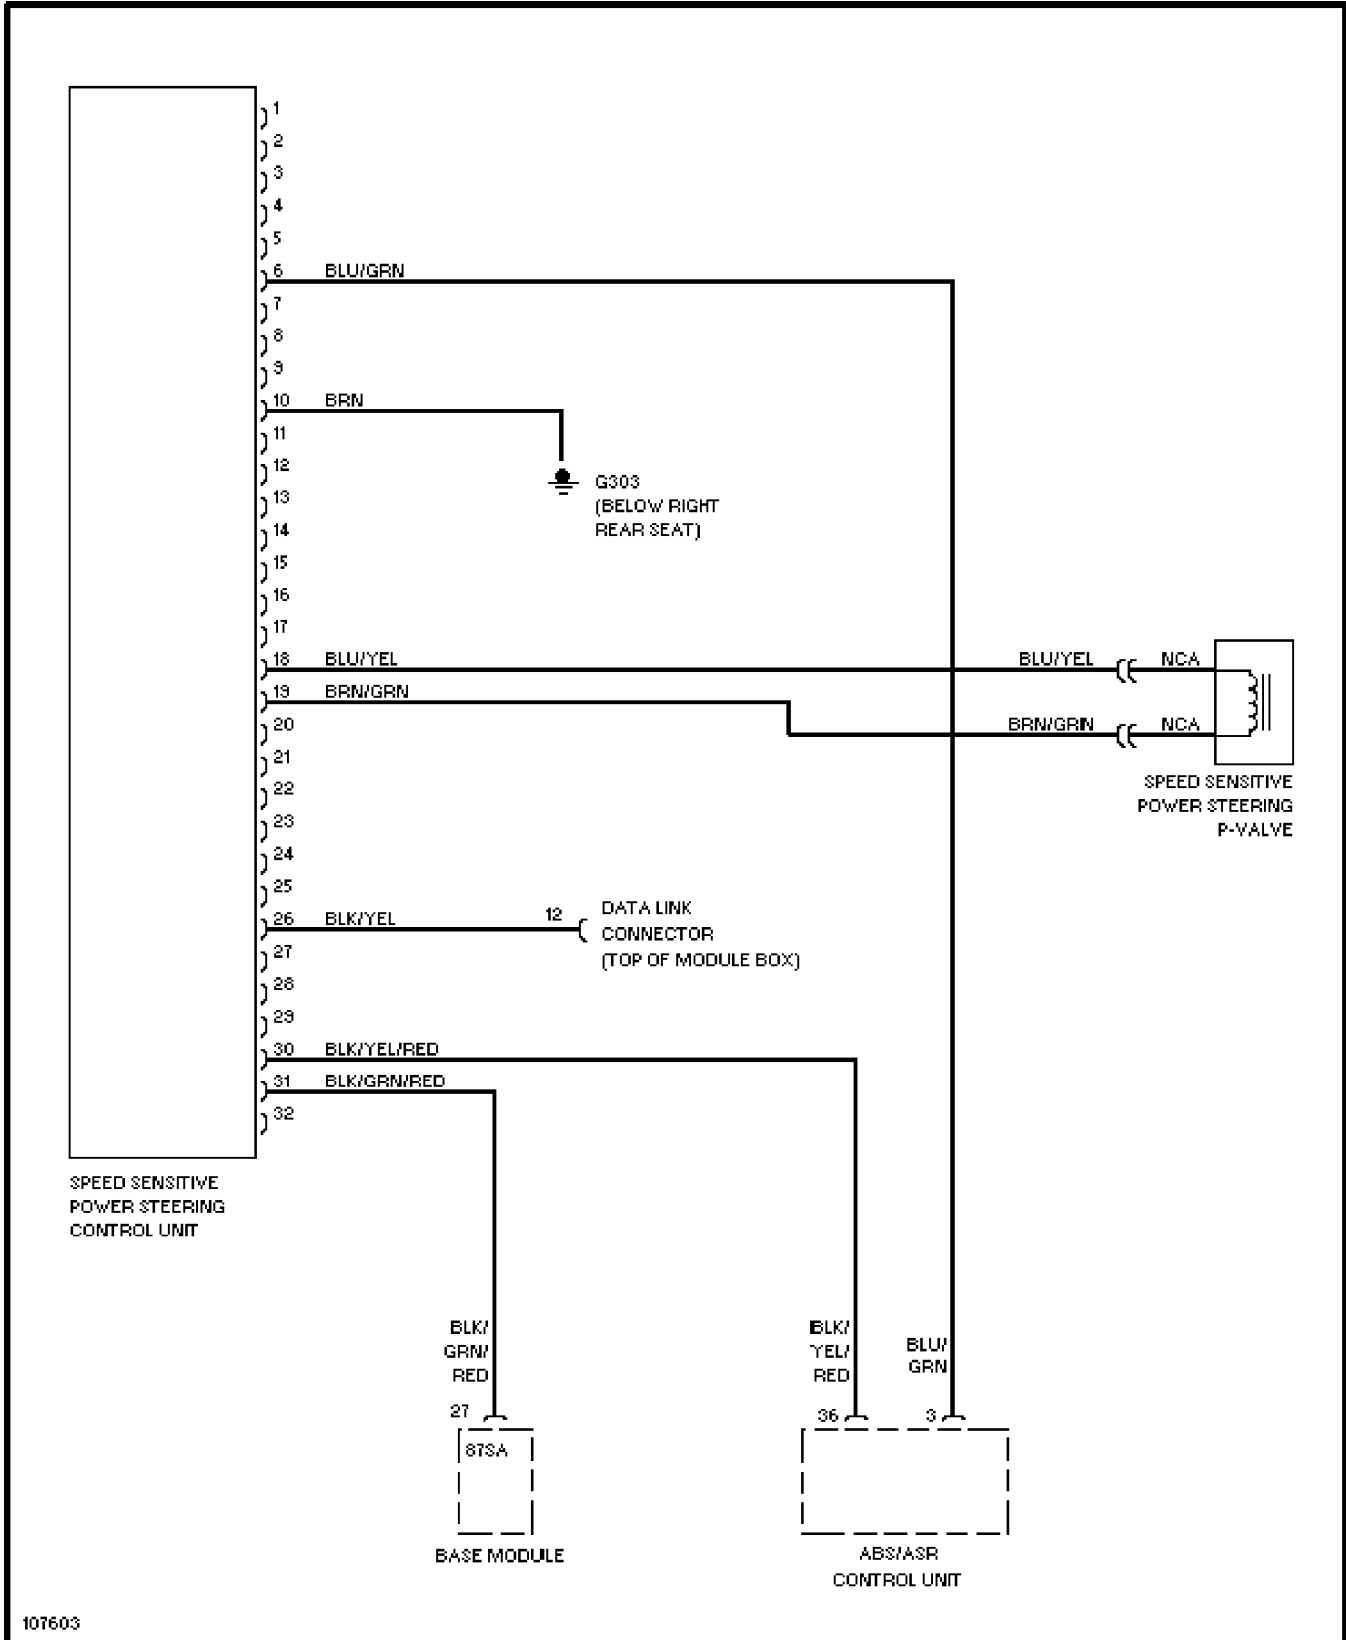 1
2
3
4
5
6 BLU/GRN
7
8
9
10 BRN
11
12
G303
13
(BELOW RIGHT
14
REAR SEAT)
15
16
17
18 BLU/YEL BLU/YEL NCA
19 BRN/GRN
20 BRN/GRN NCA
21
22
SPEED SENSITIVE
POWER STEERING
P-VALVE
23
24
25
26 BLK/YEL 12
DATA LINK
CONNECTOR
(TOP OF MODULE BOX)
27
28
29
30 BLK/YEL/RED
31 BLK/GRN/RED
32
SPEED SENSITIVE
POWER STEERING
CONTROL UNIT
BLK/
GRN/
RED
BLK/
YEL/
RED
BLU/
GRN
27
36
3
87SA
BASE MODULE
ABS/ASR
CONTROL UNIT
107603